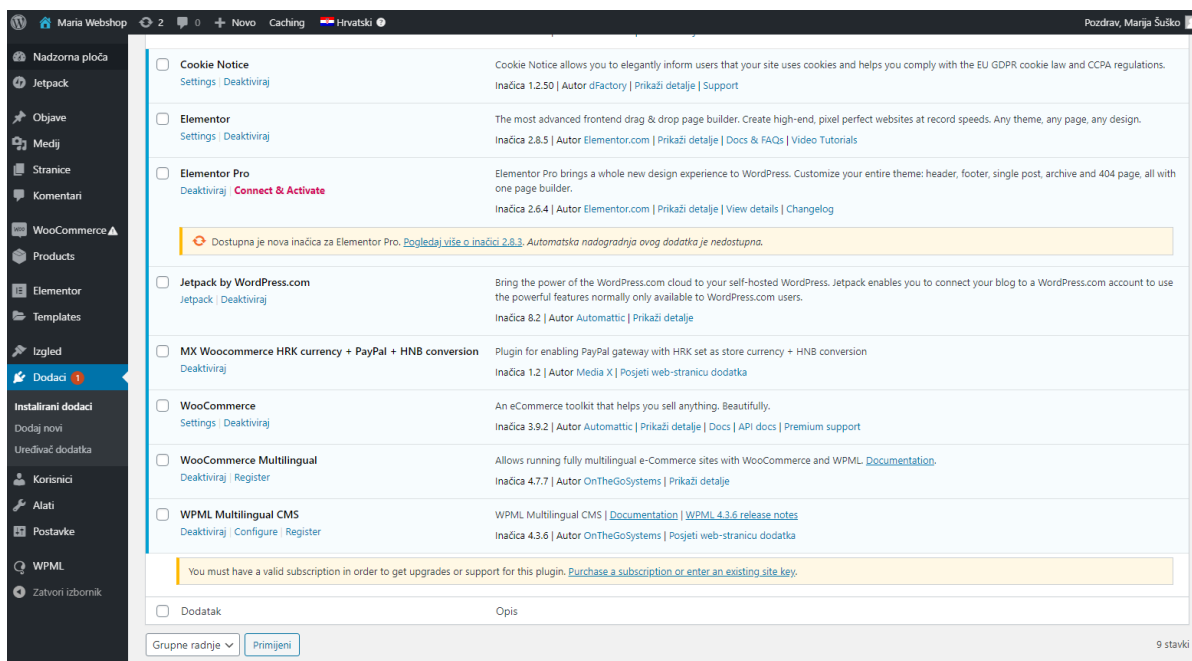 Maria Webshop 2 0 + Novo Caching Hrvatski Pozdrav, Marija Šuško
Nadzorna ploča
Jetpack
Objave
Medij
Stranice
Komentari
WooCommerce
Products
Elementor
Templates
Izgled
Dodaci 1
Instalirani dodaci
Dodaj novi
Uređivač dodatka
Korisnici
Alati
Postavke
WPML
Zatvori izbornik
Cookie Notice
Settings | Deaktiviraj
Cookie Notice allows you to elegantly inform users that your site uses cookies and helps you comply with the EU GDPR cookie law and CCPA regulations.
Inačica 1.2.50 | Autor dFactory | Prikaži detalje | Support
Elementor
Settings | Deaktiviraj
The most advanced frontend drag & drop page builder. Create high-end, pixel perfect websites at record speeds. Any theme, any page, any design.
Inačica 2.8.5 | Autor Elementor.com | Prikaži detalje | Docs & FAQs | Video Tutorials
Elementor Pro
Deaktiviraj | Connect & Activate
Elementor Pro brings a whole new design experience to WordPress. Customize your entire theme: header, footer, single post, archive and 404 page, all with
one page builder.
Inačica 2.6.4 | Autor Elementor.com | Prikaži detalje | View details | Changelog
Dostupna je nova inačica za Elementor Pro. Pogledaj više o inačici 2.8.3. Automatska nadogradnja ovog dodatka je nedostupna.
Jetpack by WordPress.com
Jetpack | Deaktiviraj
Bring the power of the WordPress.com cloud to your self-hosted WordPress. Jetpack enables you to connect your blog to a WordPress.com account to use
the powerful features normally only available to WordPress.com users.
Inačica 8.2 | Autor Automattic | Prikaži detalje
MX Woocommerce HRK currency + PayPal + HNB conversion
Deaktiviraj
Plugin for enabling PayPal gateway with HRK set as store currency + HNB conversion
Inačica 1.2 | Autor Media X | Posjeti web-stranicu dodatka
WooCommerce
Settings | Deaktiviraj
An eCommerce toolkit that helps you sell anything. Beautifully.
Inačica 3.9.2 | Autor Automattic | Prikaži detalje | Docs | API docs | Premium support
WooCommerce Multilingual
Deaktiviraj | Register
Allows running fully multilingual e-Commerce sites with WooCommerce and WPML. Documentation.
Inačica 4.7.7 | Autor OnTheGoSystems | Prikaži detalje
WPML Multilingual CMS
Deaktiviraj | Configure | Register
WPML Multilingual CMS | Documentation | WPML 4.3.6 release notes
Inačica 4.3.6 | Autor OnTheGoSystems | Posjeti web-stranicu dodatka
You must have a valid subscription in order to get upgrades or support for this plugin. Purchase a subscription or enter an existing site key.
Dodatak Opis
Grupne radnje Primijeni 9 stavki